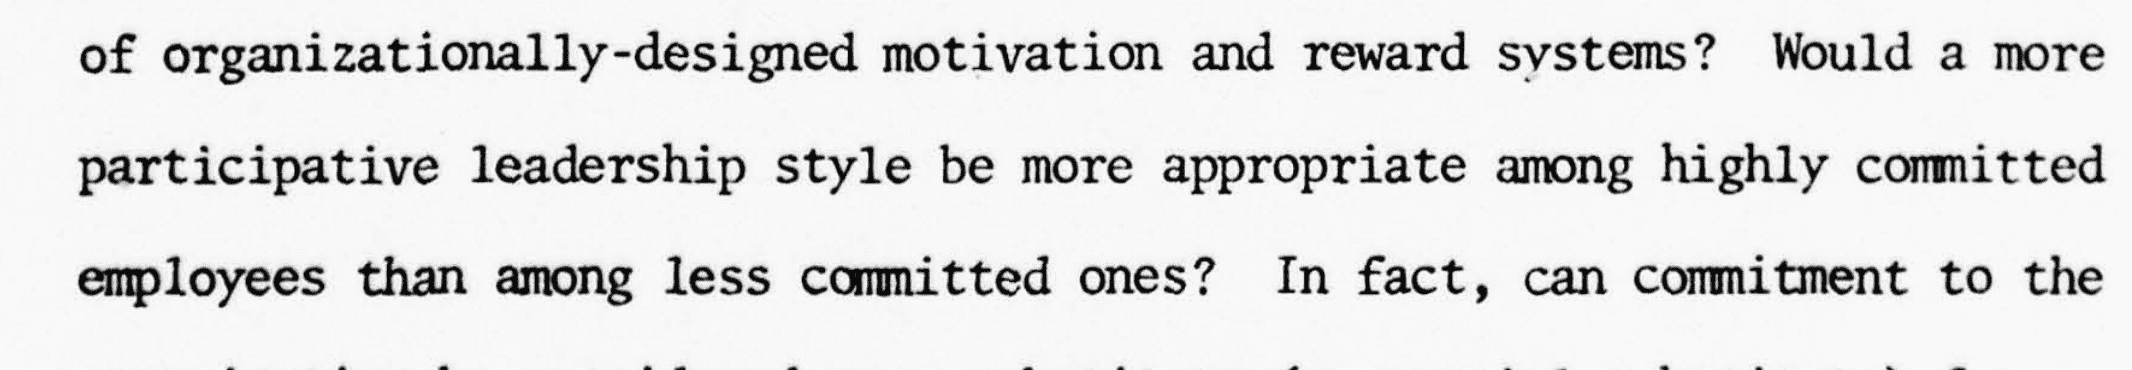 of organizationally-designed motivation and reward systems? Would a more
participative leadership style be more appropriate among highly committed
employees than among less committed ones? In fact, can commitment to the